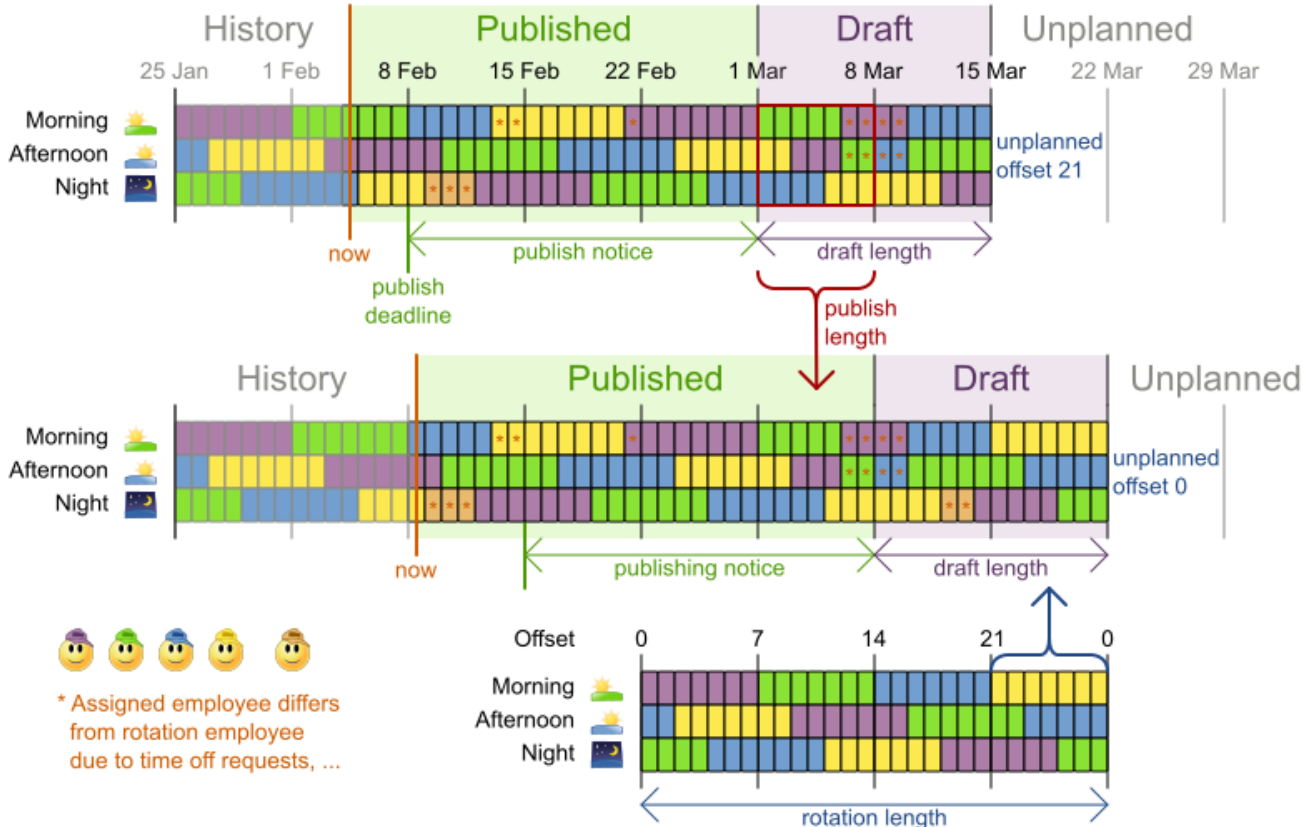 History Published Draft Unplanned
25 Jan 1 Feb 8 Feb 15 Feb 22 Feb 1 Mar 8 Mar 15 Mar 22 Mar 29 Mar
Morning * * * * * * *
Afternoon * * * * unplanned
offset 21
Night * * *
now publish notice draft length
publish
deadline
publish
length
History Published Draft Unplanned
Morning * * * * * * *
Afternoon * * * * unplanned
offset 0
Night * * * * *
now publishing notice draft length
Offset 0 7 14 21 0
Morning
Afternoon
Night
rotation length
* Assigned employee differs
from rotation employee
due to time off requests, ...